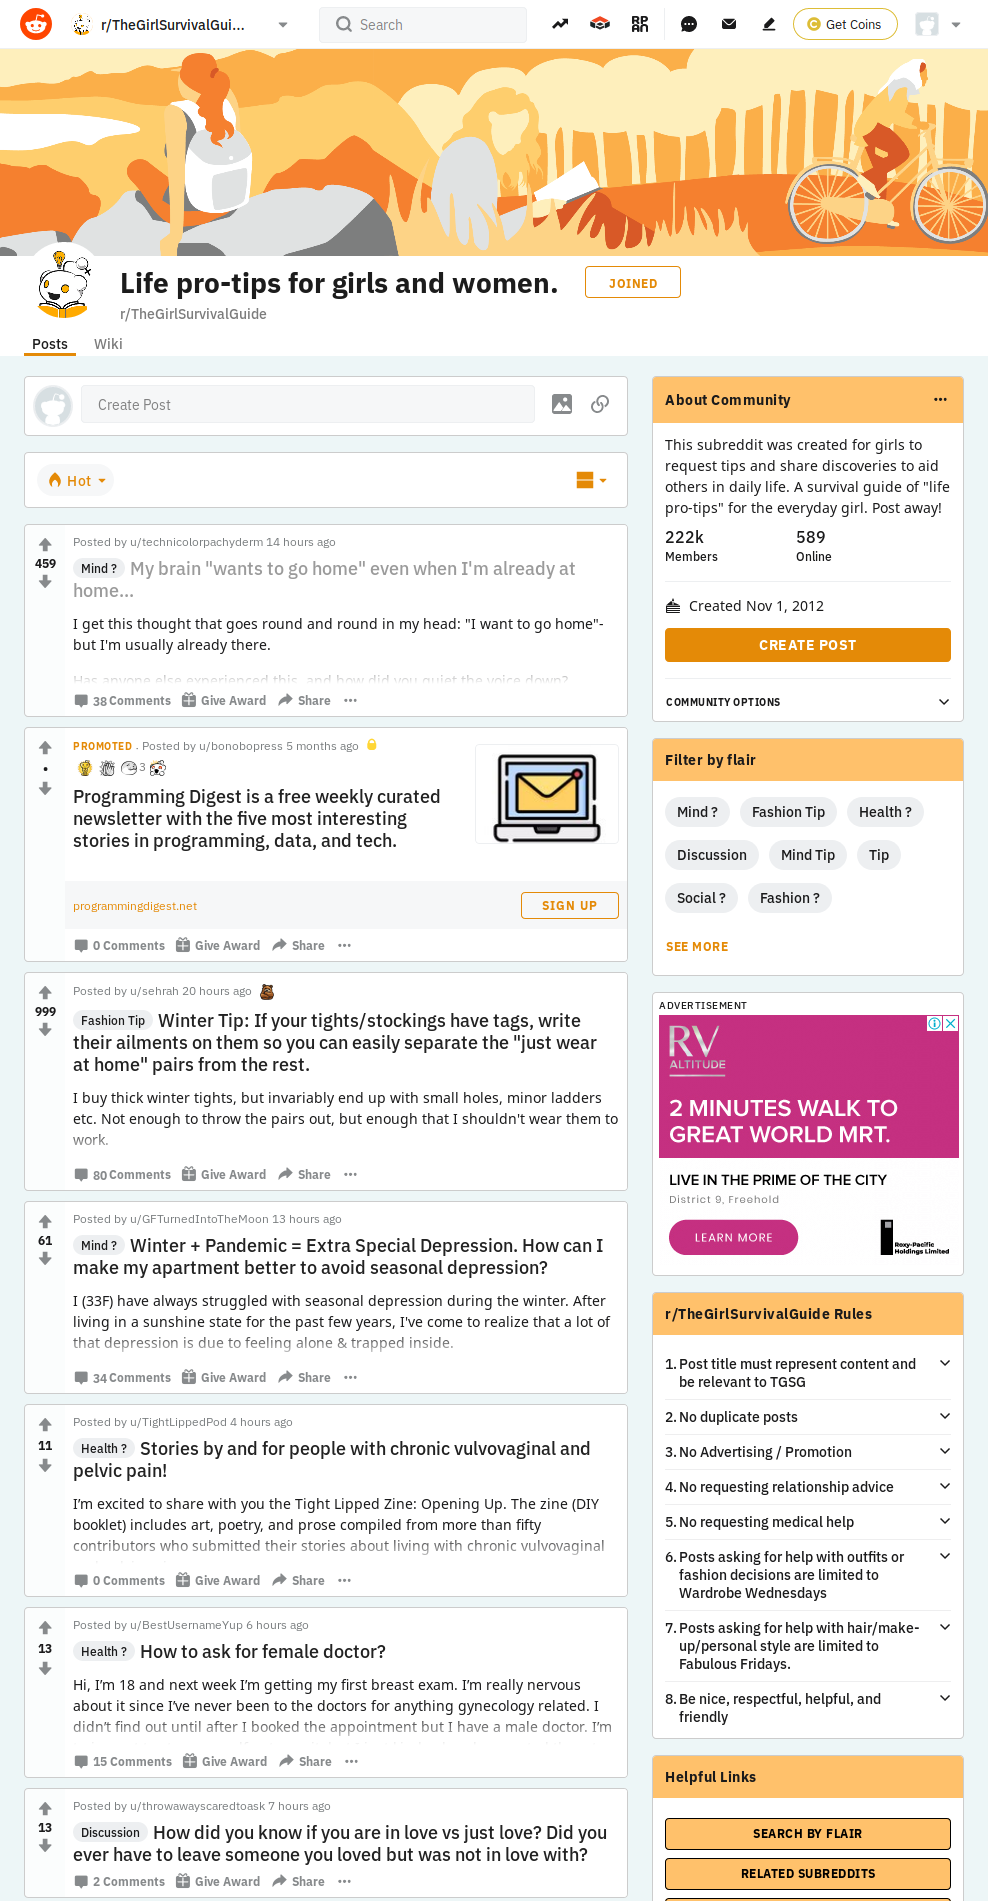 r/TheGirlSurvivalGui...
Search
Get Coins
Life pro-tips for girls and women.
JOINED
r/TheGirlSurvivalGuide
Posts
Wiki
Create Post
Hot
Posted by u/technicolorpachyderm 14 hours ago
459
Mind ? My brain "wants to go home" even when I'm already at
home...
I get this thought that goes round and round in my head: "I want to go home"-
but I'm usually already there.
Has anyone else experienced this, and how did you quiet the voice down?
38 Comments Give Award Share
PROMOTED · Posted by u/bonobopress 5 months ago
3
Programming Digest is a free weekly curated
newsletter with the five most interesting
stories in programming, data, and tech.
programmingdigest.net
SIGN UP
0 Comments Give Award Share
Posted by u/sehrah 20 hours ago
999
Fashion Tip Winter Tip: If your tights/stockings have tags, write
their ailments on them so you can easily separate the "just wear
at home" pairs from the rest.
I buy thick winter tights, but invariably end up with small holes, minor ladders
etc. Not enough to throw the pairs out, but enough that I shouldn't wear them to
work.
80 Comments Give Award Share
Posted by u/GFTurnedIntoTheMoon 13 hours ago
61
Mind ? Winter + Pandemic = Extra Special Depression. How can I
make my apartment better to avoid seasonal depression?
I (33F) have always struggled with seasonal depression during the winter. After
living in a sunshine state for the past few years, I've come to realize that a lot of
that depression is due to feeling alone & trapped inside.
34 Comments Give Award Share
Posted by u/TightLippedPod 4 hours ago
11
Health ? Stories by and for people with chronic vulvovaginal and
pelvic pain!
I’m excited to share with you the Tight Lipped Zine: Opening Up. The zine (DIY
booklet) includes art, poetry, and prose compiled from more than fifty
contributors who submitted their stories about living with chronic vulvovaginal
0 Comments Give Award Share
Posted by u/BestUsernameYup 6 hours ago
13
Health ? How to ask for female doctor?
Hi, I’m 18 and next week I’m getting my first breast exam. I’m really nervous
about it since I’ve never been to the doctors for anything gynecology related. I
didn’t find out until after I booked the appointment but I have a male doctor. I’m
15 Comments Give Award Share
Posted by u/throwawayscaredtoask 7 hours ago
13
Discussion How did you know if you are in love vs just love? Did you
ever have to leave someone you loved but was not in love with?
2 Comments Give Award Share
About Community
This subreddit was created for girls to
request tips and share discoveries to aid
others in daily life. A survival guide of "life
pro-tips" for the everyday girl. Post away!
222k 589
Members Online
Created Nov 1, 2012
CREATE POST
COMMUNITY OPTIONS
Filter by flair
Mind ? Fashion Tip Health ?
Discussion Mind Tip Tip
Social ? Fashion ?
SEE MORE
ADVERTISEMENT
RV
ALTITUDE
2 MINUTES WALK TO
GREAT WORLD MRT.
LIVE IN THE PRIME OF THE CITY
District 9, Freehold
LEARN MORE
Roxy-Pacific
Holdings Limited
r/TheGirlSurvivalGuide Rules
1. Post title must represent content and
be relevant to TGSG
2. No duplicate posts
3. No Advertising / Promotion
4. No requesting relationship advice
5. No requesting medical help
6. Posts asking for help with outfits or
fashion decisions are limited to
Wardrobe Wednesdays
7. Posts asking for help with hair/make-
up/personal style are limited to
Fabulous Fridays.
8. Be nice, respectful, helpful, and
friendly
Helpful Links
SEARCH BY FLAIR
RELATED SUBREDDITS